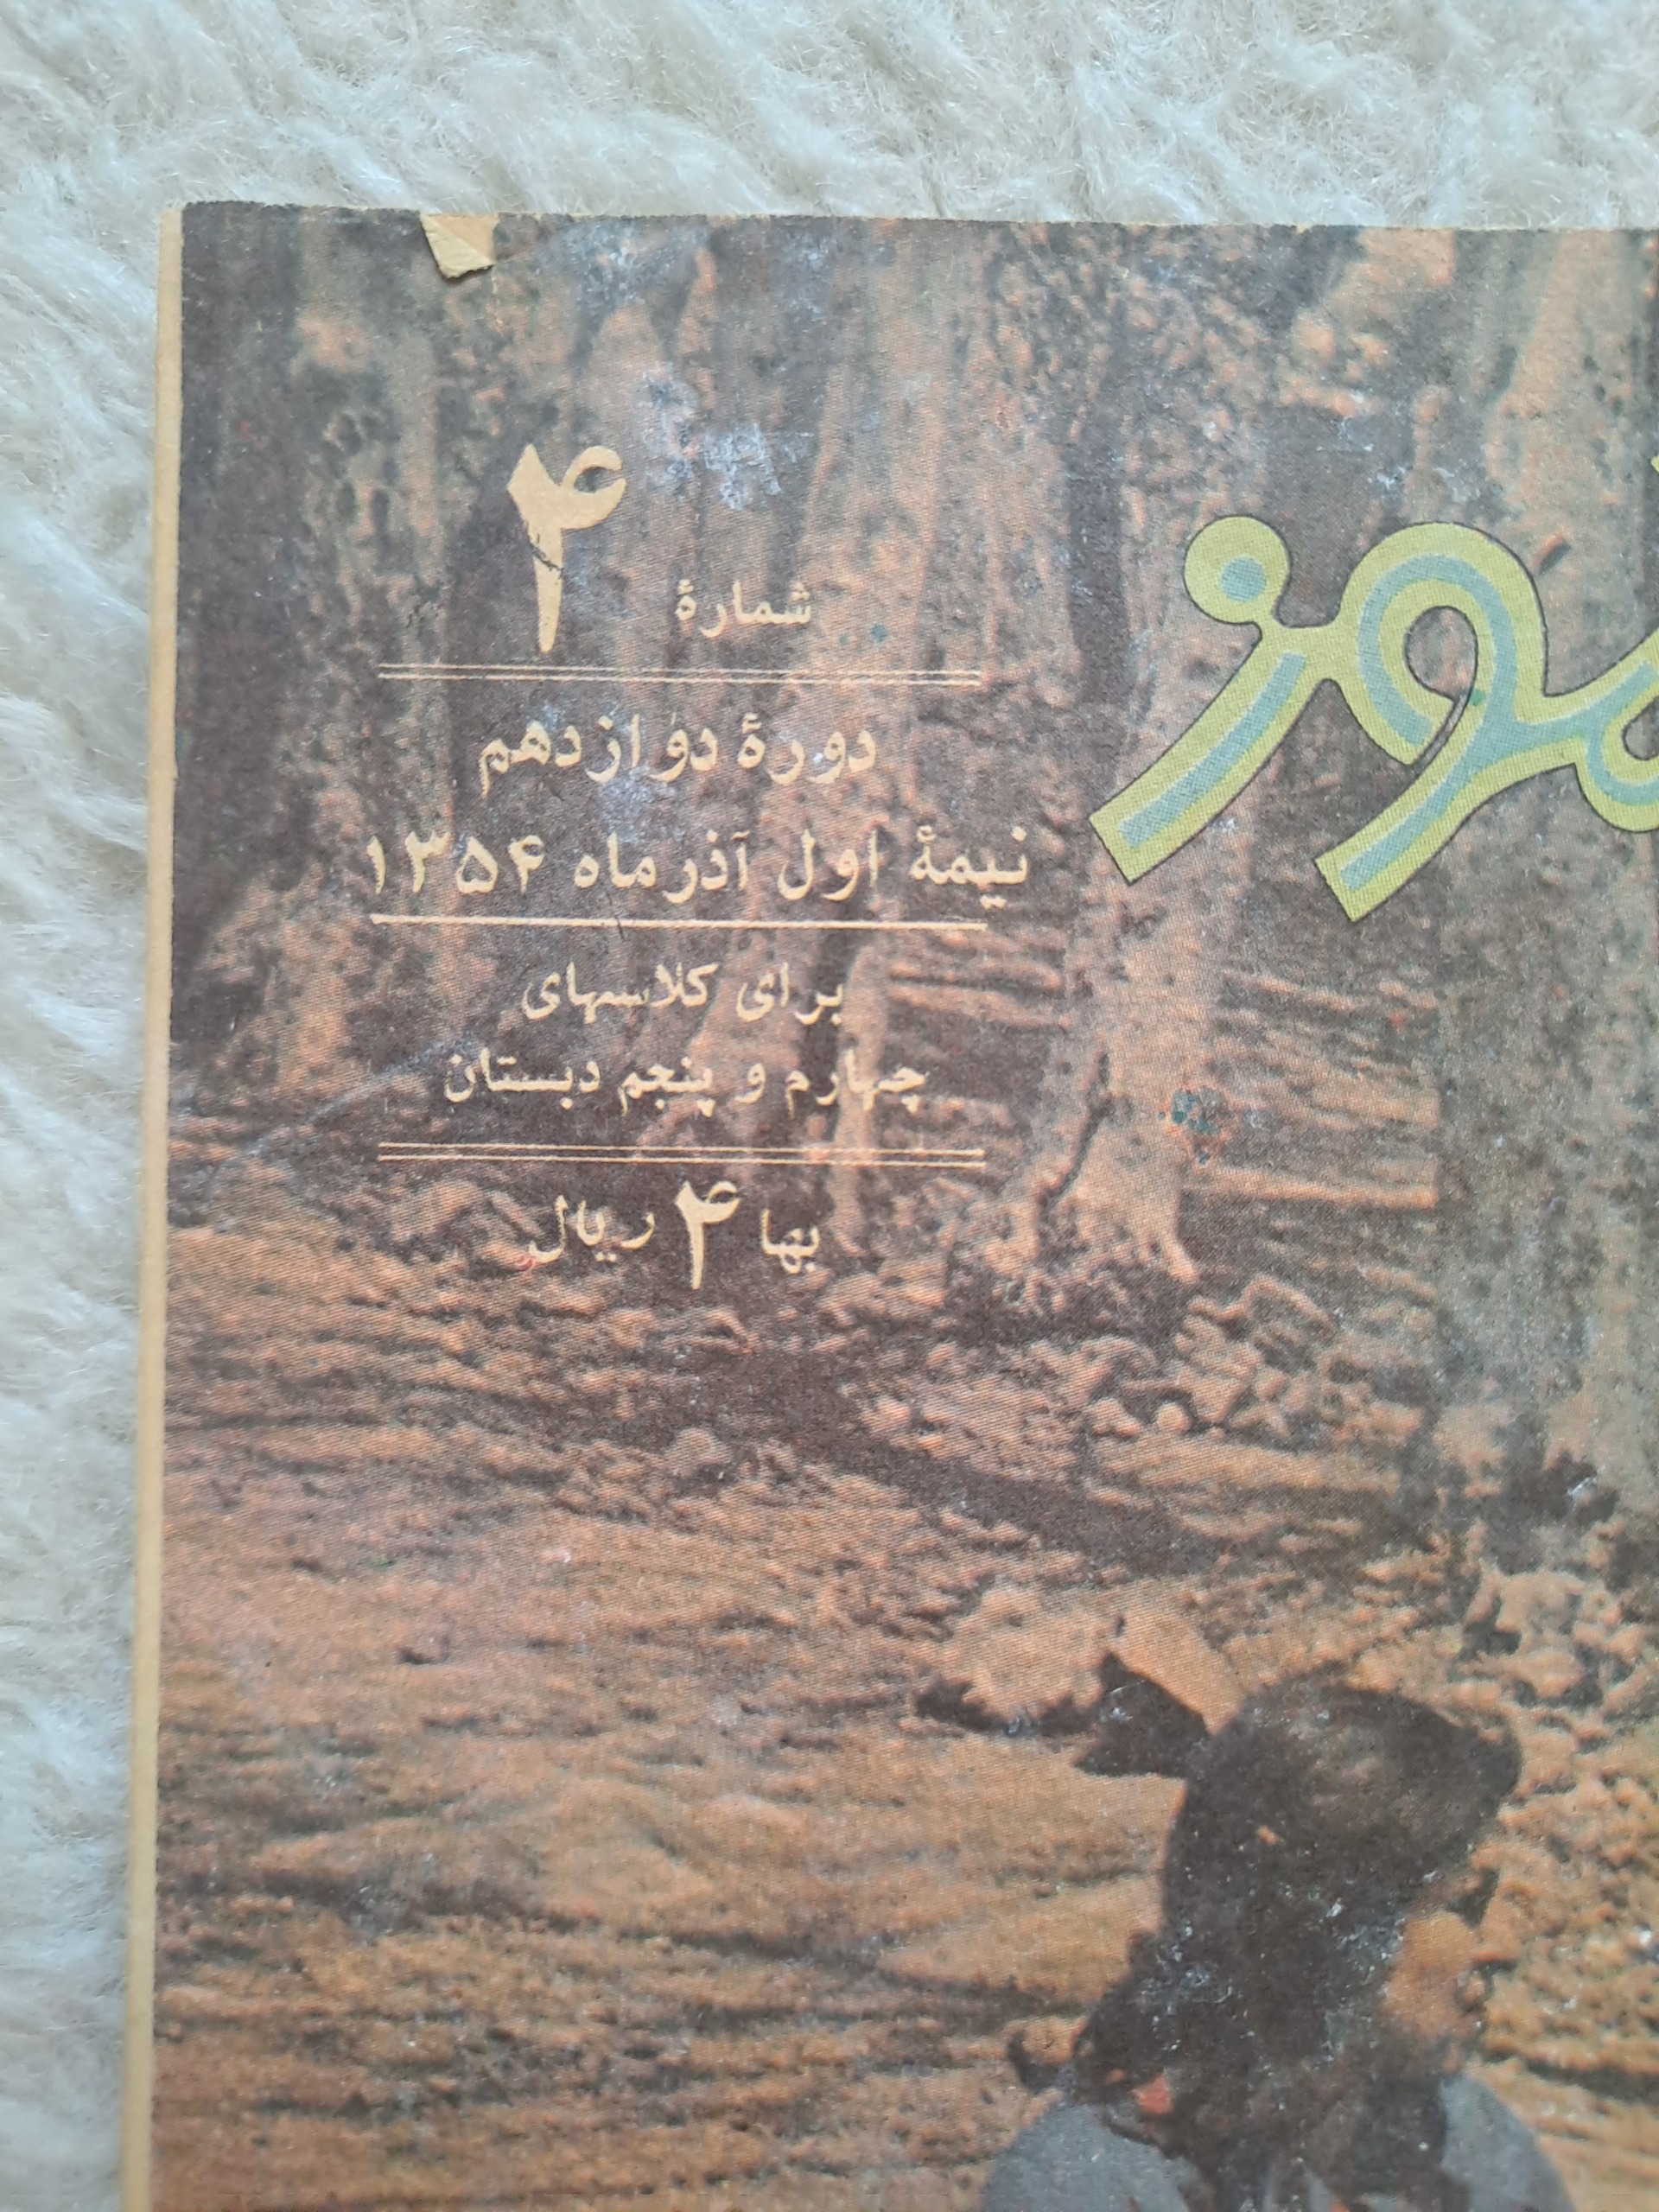 شمارهٔ ۴
دورهٔ دوازدهم
نیمهٔ اول آذرماه ۱۳۵۴
برای کلاسهای
چهارم و پنجم دبستان
بها ۴ ریال